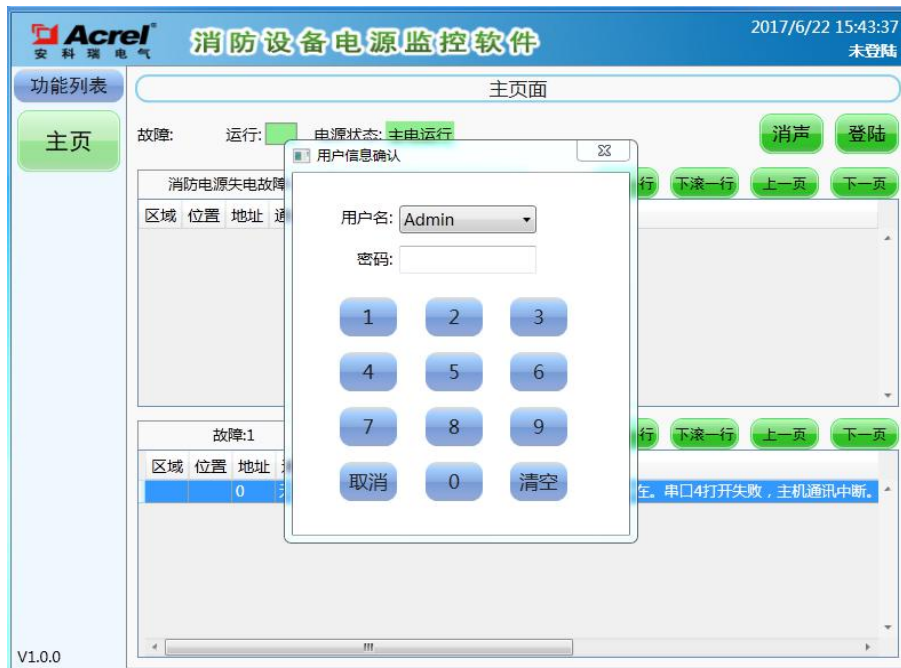 Acrel
安科瑞电气
消防设备电源监控软件
2017/6/22 15:43:37
未登陆
功能列表
主页面
主页
故障:
运行:
电源状态: 主电运行
消声
登陆
用户信息确认
消防电源失电故障
行
下滚一行
上一页
下一页
区域 位置 地址
用户名: Admin
密码:
1 2 3
4 5 6
7 8 9
取消 0 清空
故障:1
行
下滚一行
上一页
下一页
区域 位置 地址
0
在。串口4打开失败，主机通讯中断。
V1.0.0